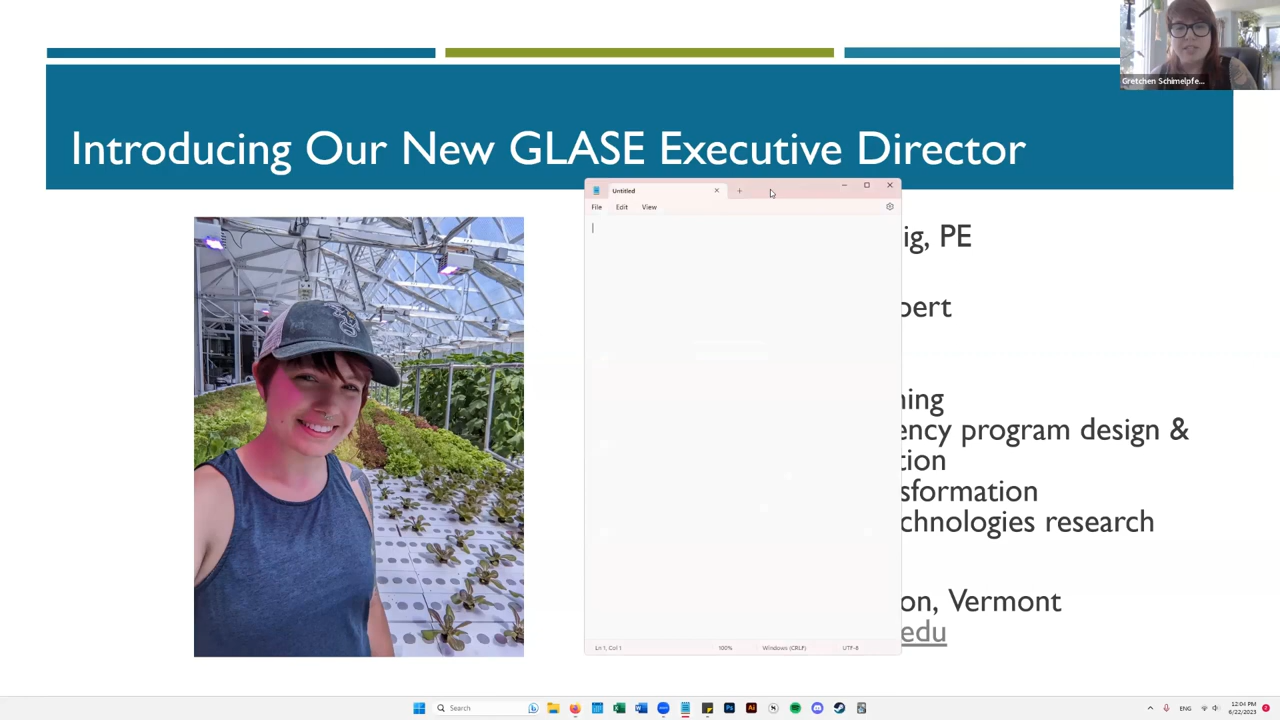 Gretchen Schimelpfe...
Introducing Our New GLASE Executive Director
Untitled
File Edit View
ig, PE
pert
ning
ency program design &
tion
sformation
chnologies research
on, Vermont
edu
Ln 1, Col 1 100% Windows (CRLF) UTF-8
Search
ENG
12:04 PM
6/22/2023